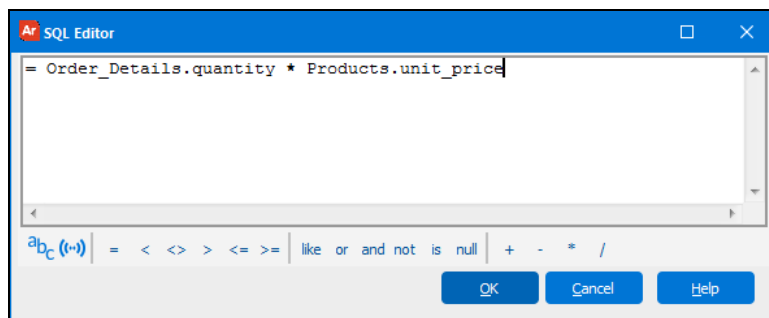 Ar SQL Editor
= Order_Details.quantity * Products.unit_price
abc ((··)) = < <> > <= >= like or and not is null + - * /
OK Cancel Help